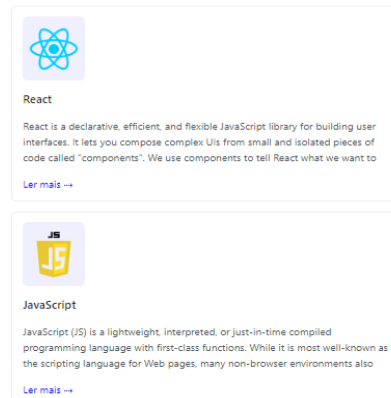 React
React is a declarative, efficient, and flexible JavaScript library for building user
interfaces. It lets you compose complex UIs from small and isolated pieces of
code called "components". We use components to tell React what we want to
Ler mais →
JS
JS
JavaScript
JavaScript (JS) is a lightweight, interpreted, or just-in-time compiled
programming language with first-class functions. While it is most well-known as
the scripting language for Web pages, many non-browser environments also
Ler mais →